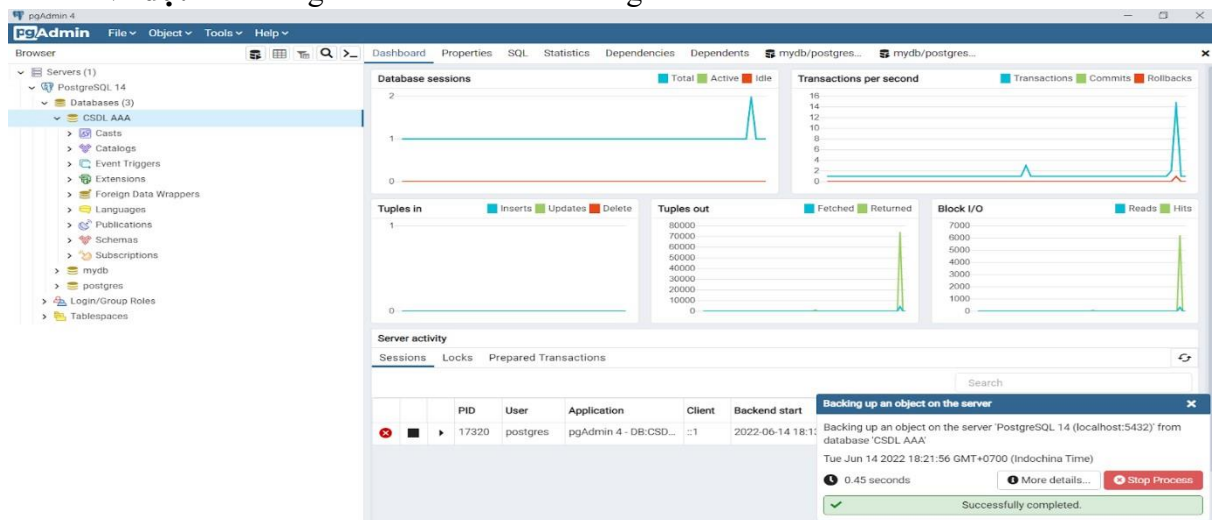 pgAdmin 4
pgAdmin File Object Tools Help
Browser
Servers (1)
PostgreSQL 14
Databases (3)
CSDL AAA
Casts
Catalogs
Event Triggers
Extensions
Foreign Data Wrappers
Languages
Publications
Schemas
Subscriptions
mydb
postgres
Login/Group Roles
Tablespaces
Dashboard Properties SQL Statistics Dependencies Dependents mydb/postgres... mydb/postgres...
Database sessions Total Active Idle
2
1
0
Transactions per second Transactions Commits Rollbacks
16
14
12
10
8
6
4
2
0
Tuples in Inserts Updates Delete
1
0
Tuples out Fetched Returned
80000
70000
60000
50000
40000
30000
20000
10000
0
Block I/O Reads Hits
7000
6000
5000
4000
3000
2000
1000
0
Server activity
Sessions Locks Prepared Transactions
Search
PID User Application Client Backend start
17320 postgres pgAdmin 4 - DB:CSD... ::1 2022-06-14 18:1
Backing up an object on the server
Backing up an object on the server 'PostgreSQL 14 (localhost:5432)' from
database 'CSDL AAA'
Tue Jun 14 2022 18:21:56 GMT+0700 (Indochina Time)
0.45 seconds More details... Stop Process
Successfully completed.